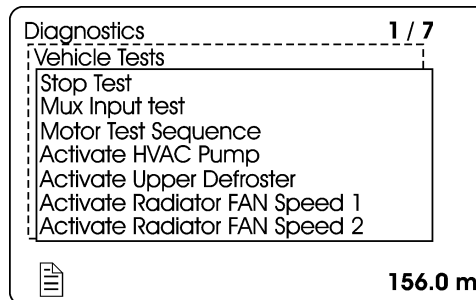 Diagnostics 1 / 7
Vehicle Tests
Stop Test
Mux Input test
Motor Test Sequence
Activate HVAC Pump
Activate Upper Defroster
Activate Radiator FAN Speed 1
Activate Radiator FAN Speed 2
156.0 m